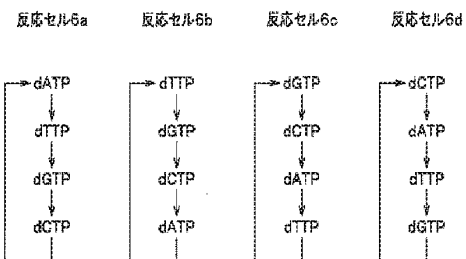 反応セル6a 反応セル6b 反応セル6c 反応セル6d
dATP dTTP dGTP dCTP
dTTP dGTP dCTP dATP
dGTP dCTP dATP dTTP
dCTP dATP dTTP dGTP